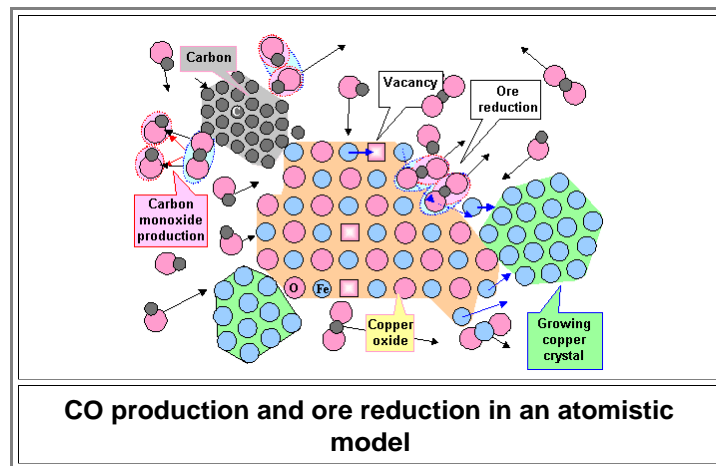 Carbon
Vacancy
Ore
reduction
C
Carbon
monoxide
production
O Fe
Copper
oxide
Growing
copper
crystal
CO production and ore reduction in an atomistic
model